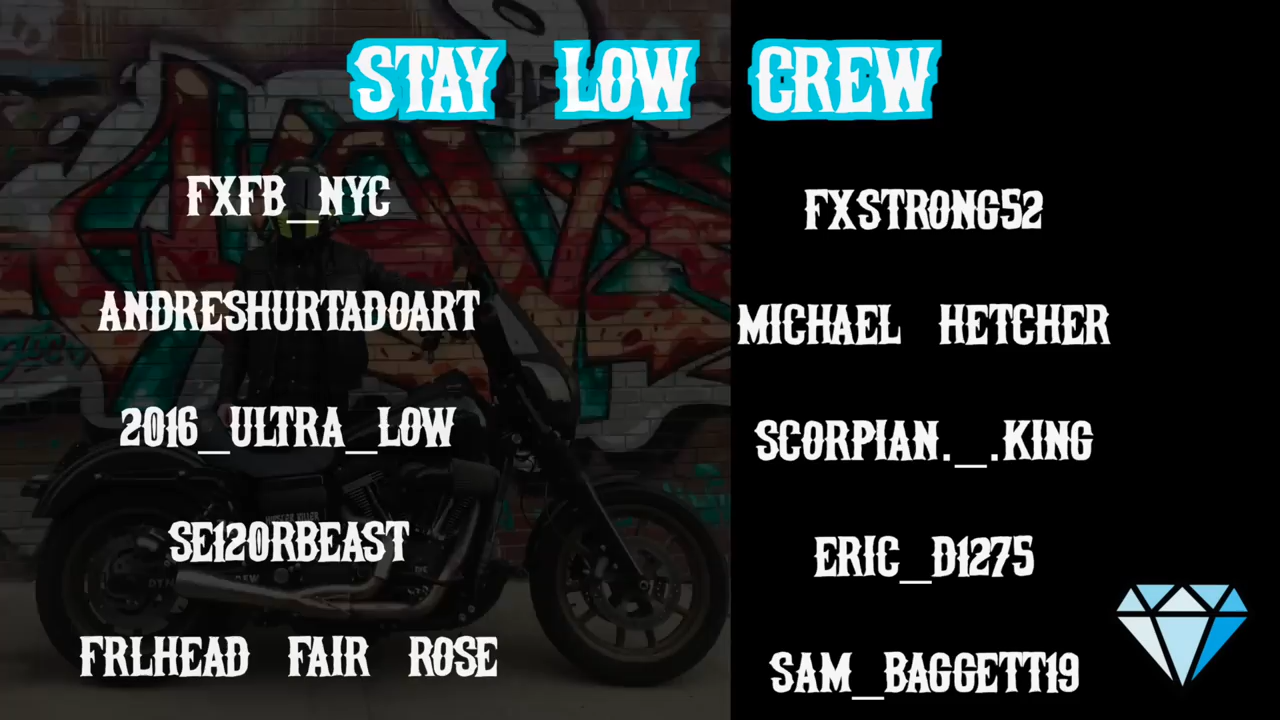 STAY LOW CREW
FXFB_NYC
ANDRESHURTADOART
2016_ULTRA_LOW
SE120RBEAST
FRLHEAD FAIR ROSE
FXSTRONG52
MICHAEL HETCHER
SCORPIAN._.KING
ERIC_D1275
SAM_BAGGETT19